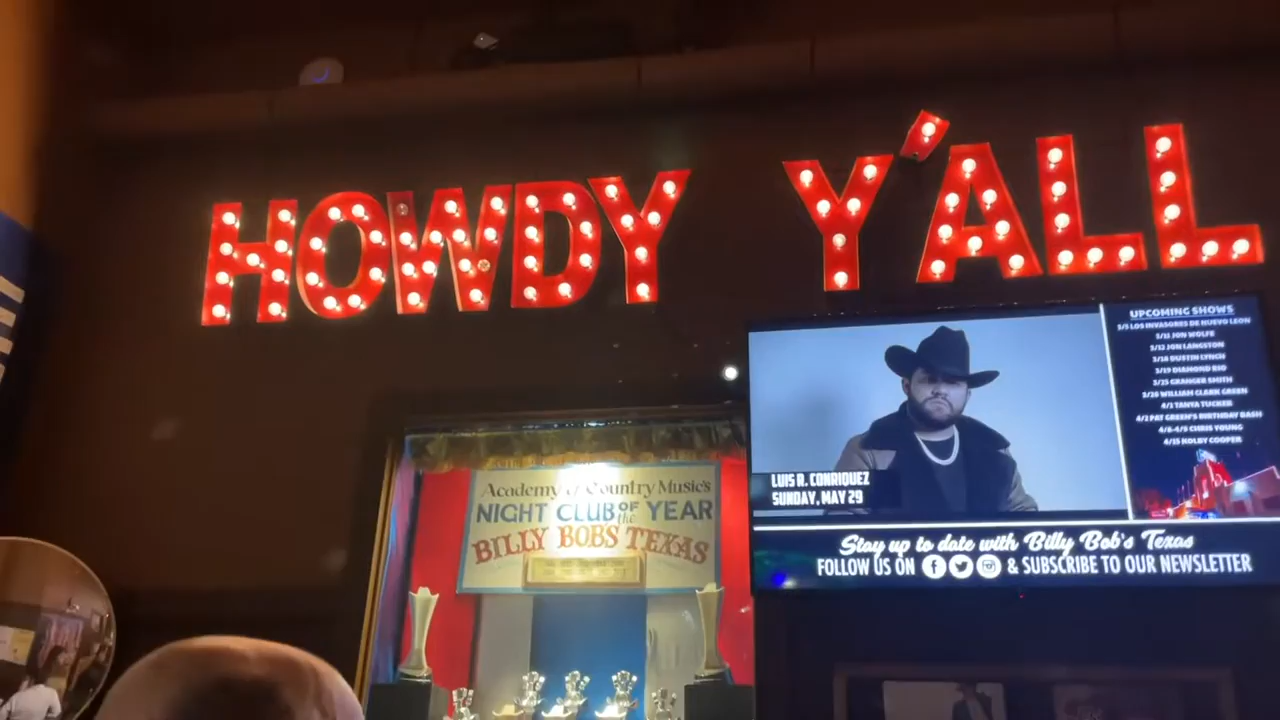 HOWDY Y'ALL
UPCOMING SHOWS
3/5 LOS INVASORES DE NUEVO LEON
3/11 JON WOLFE
3/12 JON LANGSTON
3/18 DUSTIN LYNCH
3/19 DIAMOND RIO
3/25 GRANGER SMITH
3/26 WILLIAM CLARK GREEN
4/1 TANYA TUCKER
4/2 PAT GREEN'S BIRTHDAY BASH
4/8-4/9 CHRIS YOUNG
4/15 KOLBY COOPER
LUIS R. CONRIQUEZ
SUNDAY, MAY 29
Stay up to date with Billy Bob's Texas
FOLLOW US ON & SUBSCRIBE TO OUR NEWSLETTER
Academy of Country Music's
NIGHT CLUB OF the YEAR
BILLY BOB'S TEXAS